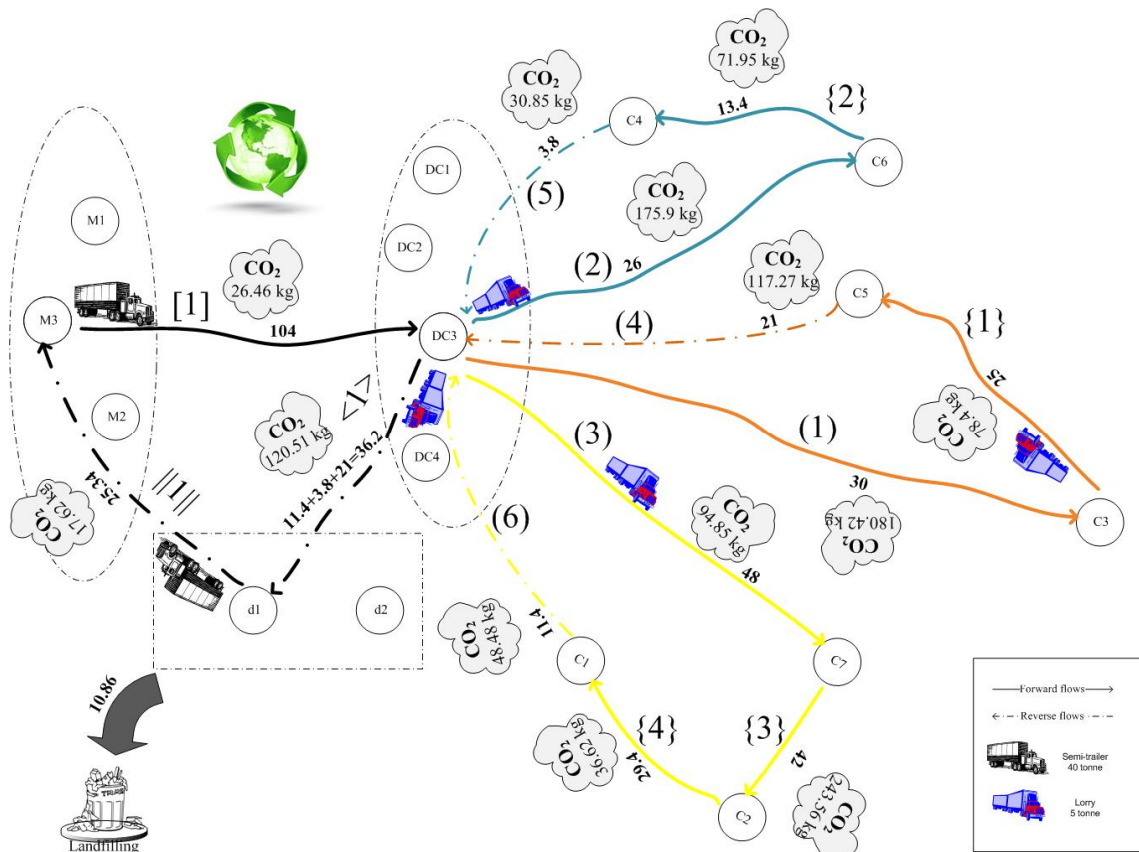 CO₂
71.95 kg
CO₂
30.85 kg
13.4
{2}
C4
C6
3.8
DC1
CO₂
175.9 kg
(5)
M1
DC2
CO₂
26.46 kg
(2)
26
CO₂
117.27 kg
C5
[1]
M3
104
DC3
(4)
21
{1}
25
M2
<1>
CO₂
120.51 kg
11.4+3.8+21=36.2
DC4
(3)
(1)
CO₂
78.4 kg
||1||
25.34
CO₂
17.62 kg
(6)
CO₂
94.85 kg
30
CO₂
180.42 kg
C3
48
d1
d2
11.4
CO₂
48.48 kg
C1
C7
10.86
{4}
29.4
CO₂
36.62 kg
{3}
42
C2
CO₂
243.56 kg
Forward flows
Reverse flows
Semi-trailer
40 tonne
Lorry
5 tonne
TRASH
Landfilling